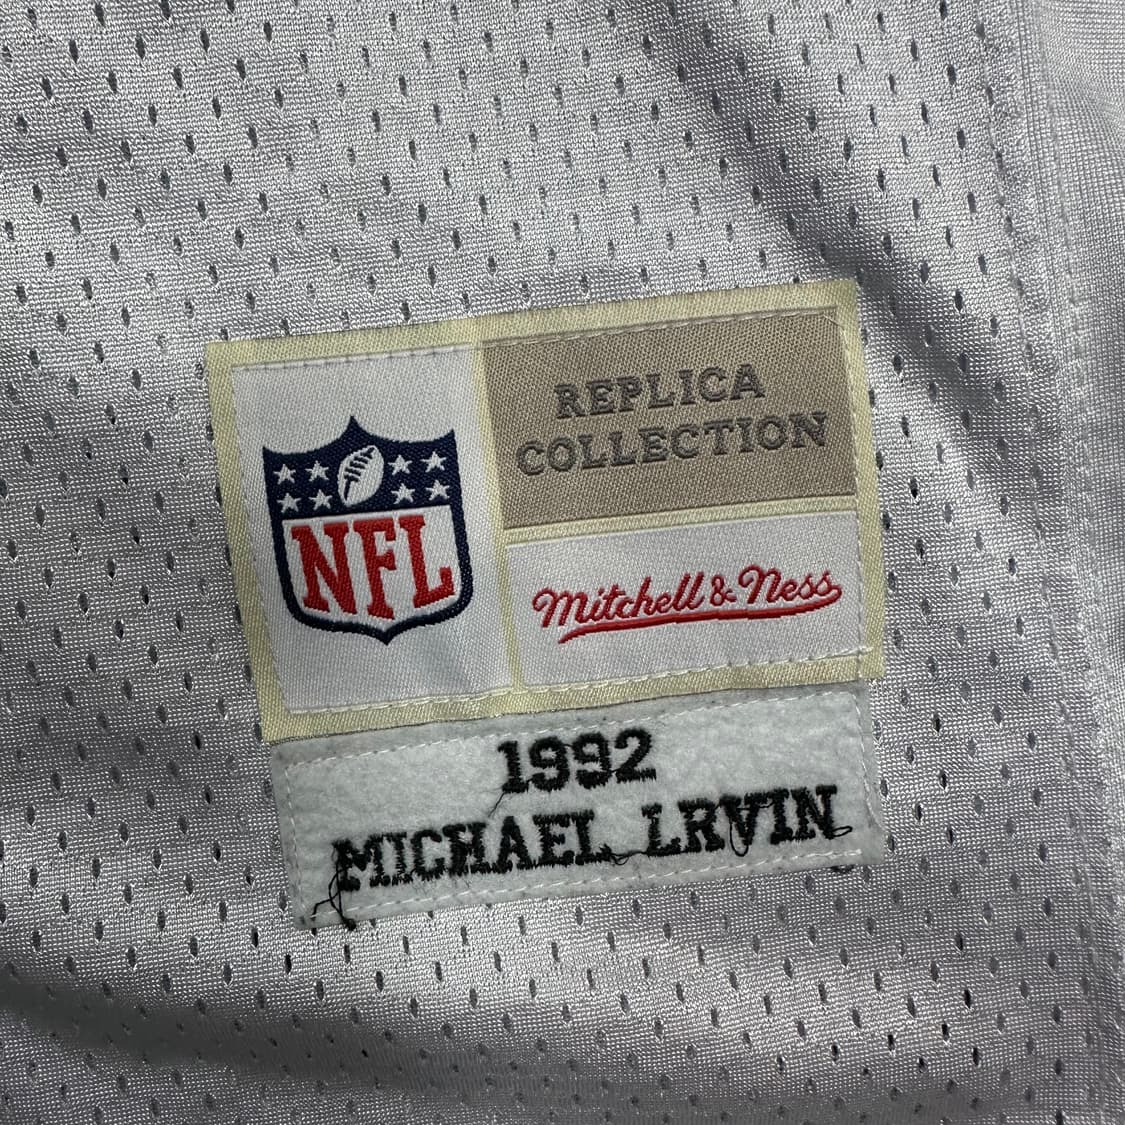 NFL
REPLICA
COLLECTION
Mitchell & Ness
1992
MICHAEL LRVIN